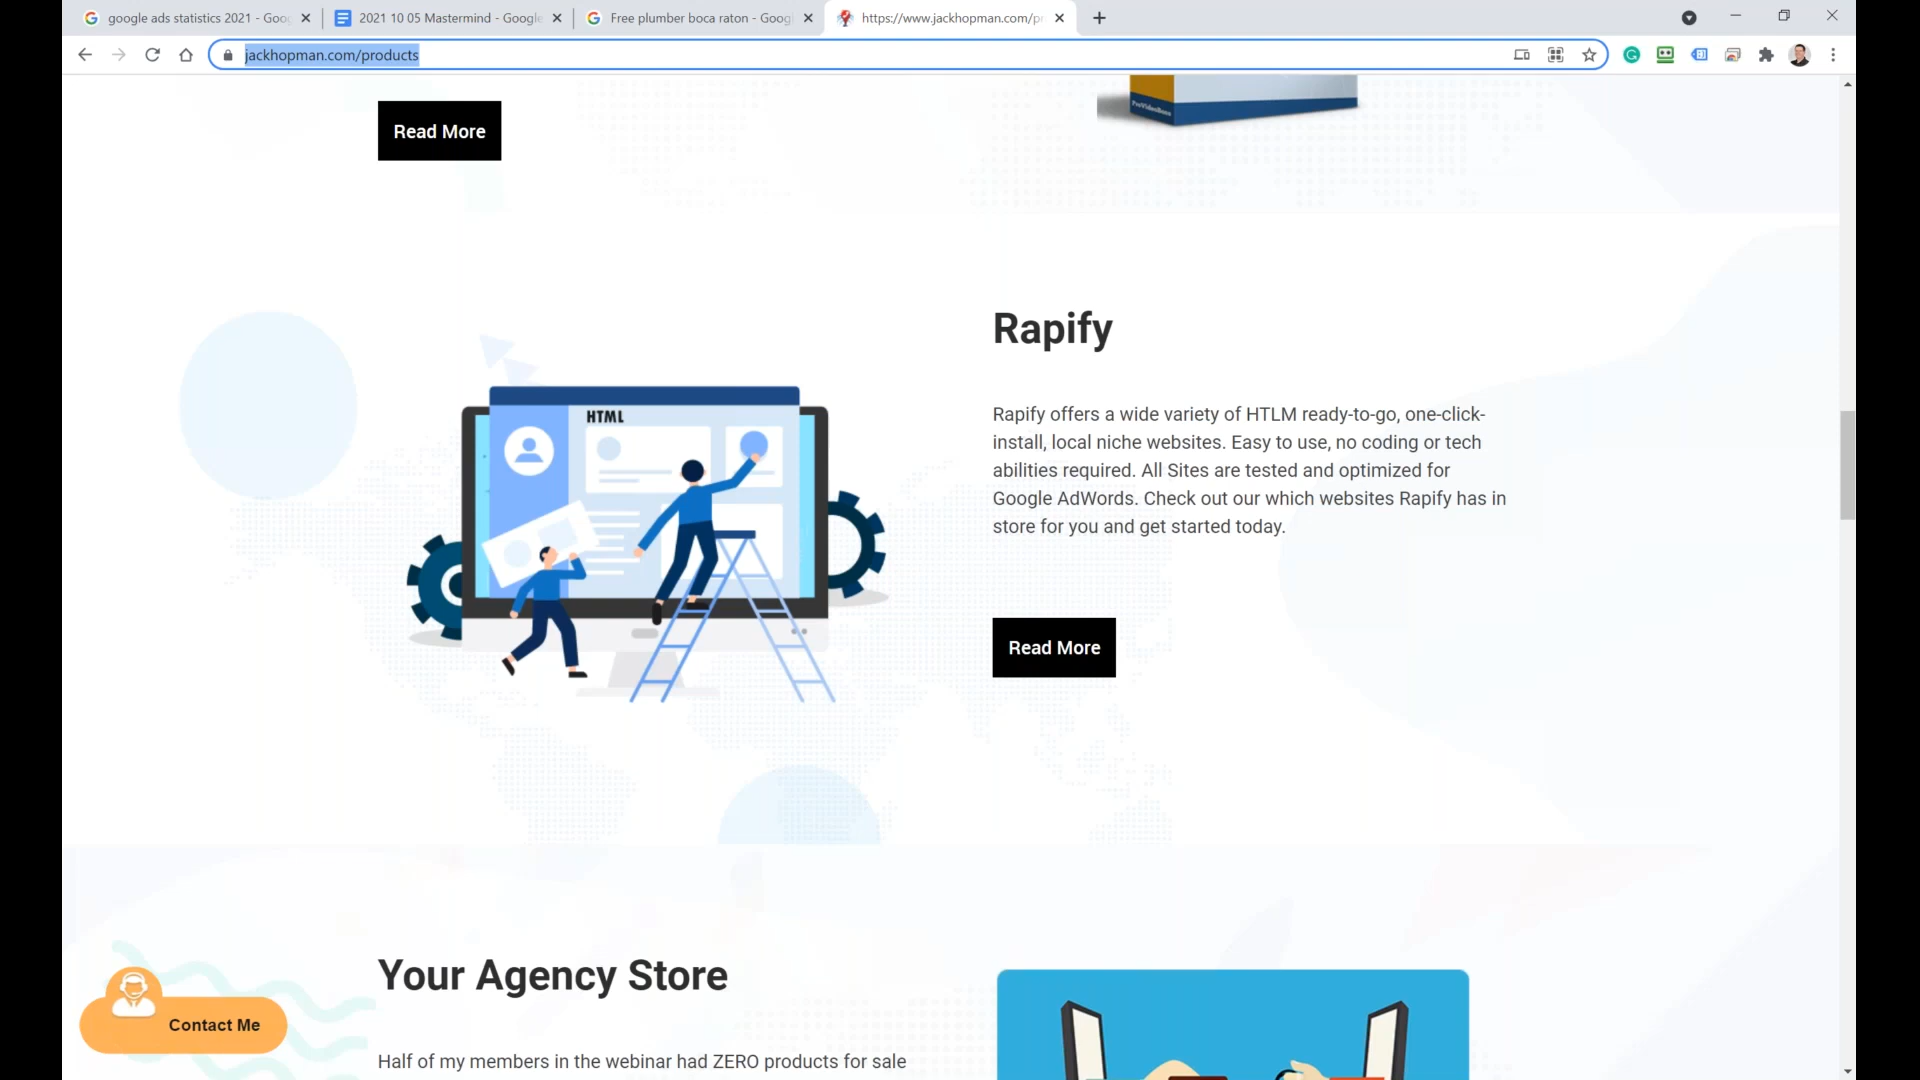 google ads statistics 2021 - Goo
2021 10 05 Mastermind - Google
Free plumber boca raton - Goog
https://www.jackhopman.com/pr
jackhopman.com/products
ProVideoBonu
Read More
Rapify
HTML
Rapify offers a wide variety of HTLM ready-to-go, one-click-
install, local niche websites. Easy to use, no coding or tech
abilities required. All Sites are tested and optimized for
Google AdWords. Check out our which websites Rapify has in
store for you and get started today.
Read More
Your Agency Store
Half of my members in the webinar had ZERO products for sale
Contact Me